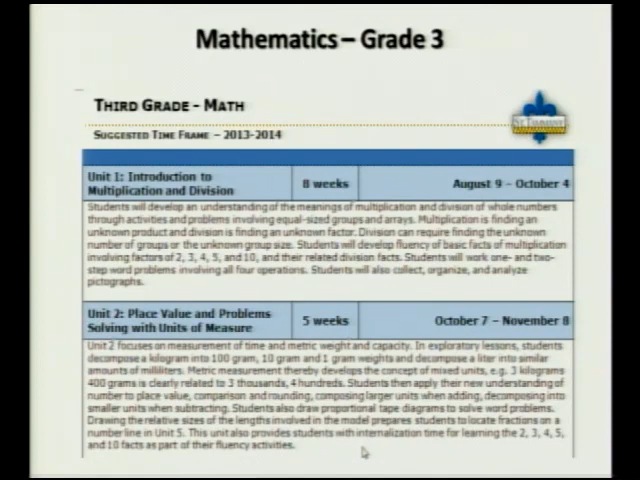 Mathematics – Grade 3
THIRD GRADE - MATH
SUGGESTED TIME FRAME – 2013-2014
Unit 1: Introduction to Multiplication and Division
8 weeks
August 9 – October 4
Students will develop an understanding of the meanings of multiplication and division of whole numbers
through activities and problems involving equal-sized groups and arrays. Multiplication is finding an
unknown product and division is finding an unknown factor. Division can require finding the unknown
number of groups or the unknown group size. Students will develop fluency of basic facts of multiplication
involving factors of 2, 3, 4, 5, and 10, and their related division facts. Students will work one- and two-
step word problems involving all four operations. Students will also collect, organize, and analyze
pictographs.
Unit 2: Place Value and Problems Solving with Units of Measure
5 weeks
October 7 – November 8
Unit 2 focuses on measurement of time and metric weight and capacity. In exploratory lessons, students
decompose a kilogram into 100 gram, 10 gram and 1 gram weights and decompose a liter into similar
amounts of milliliters. Metric measurement thereby develops the concept of mixed units, e.g. 3 kilograms
400 grams is clearly related to 3 thousands, 4 hundreds. Students then apply their new understanding of
number to place value, comparison and rounding, composing larger units when adding, decomposing into
smaller units when subtracting. Students also draw proportional tape diagrams to solve word problems.
Drawing the relative sizes of the lengths involved in the model prepares students to locate fractions on a
number line in Unit 5. This unit also provides students with internalization time for learning the 2, 3, 4, 5,
and 10 facts as part of their fluency activities.